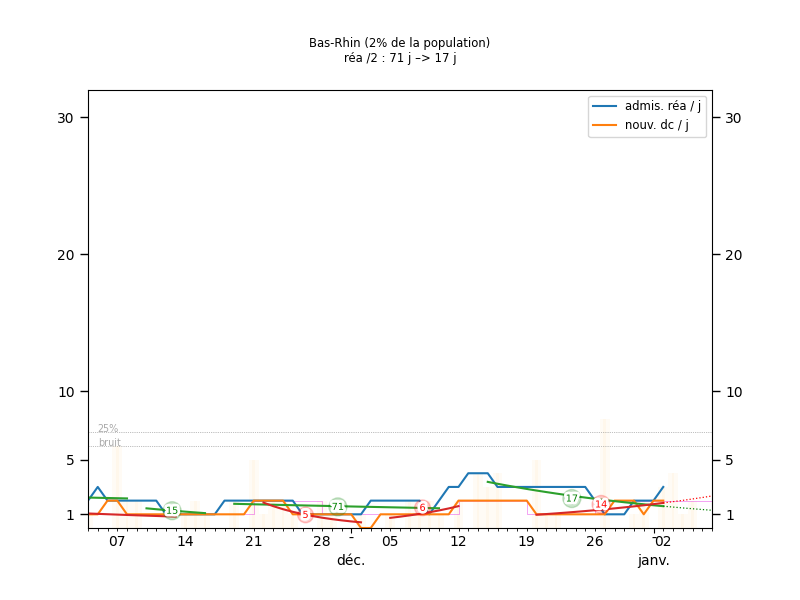 Bas-Rhin (2% de la population)
réa /2 : 71 j –> 17 j
admis. réa / j
nouv. dc / j
30 30
20 20
10 10
25%
bruit
5 5
17
14
71
6
15
5
1 1
07 14 21 28 - 05 12 19 26 - 02
déc. janv.